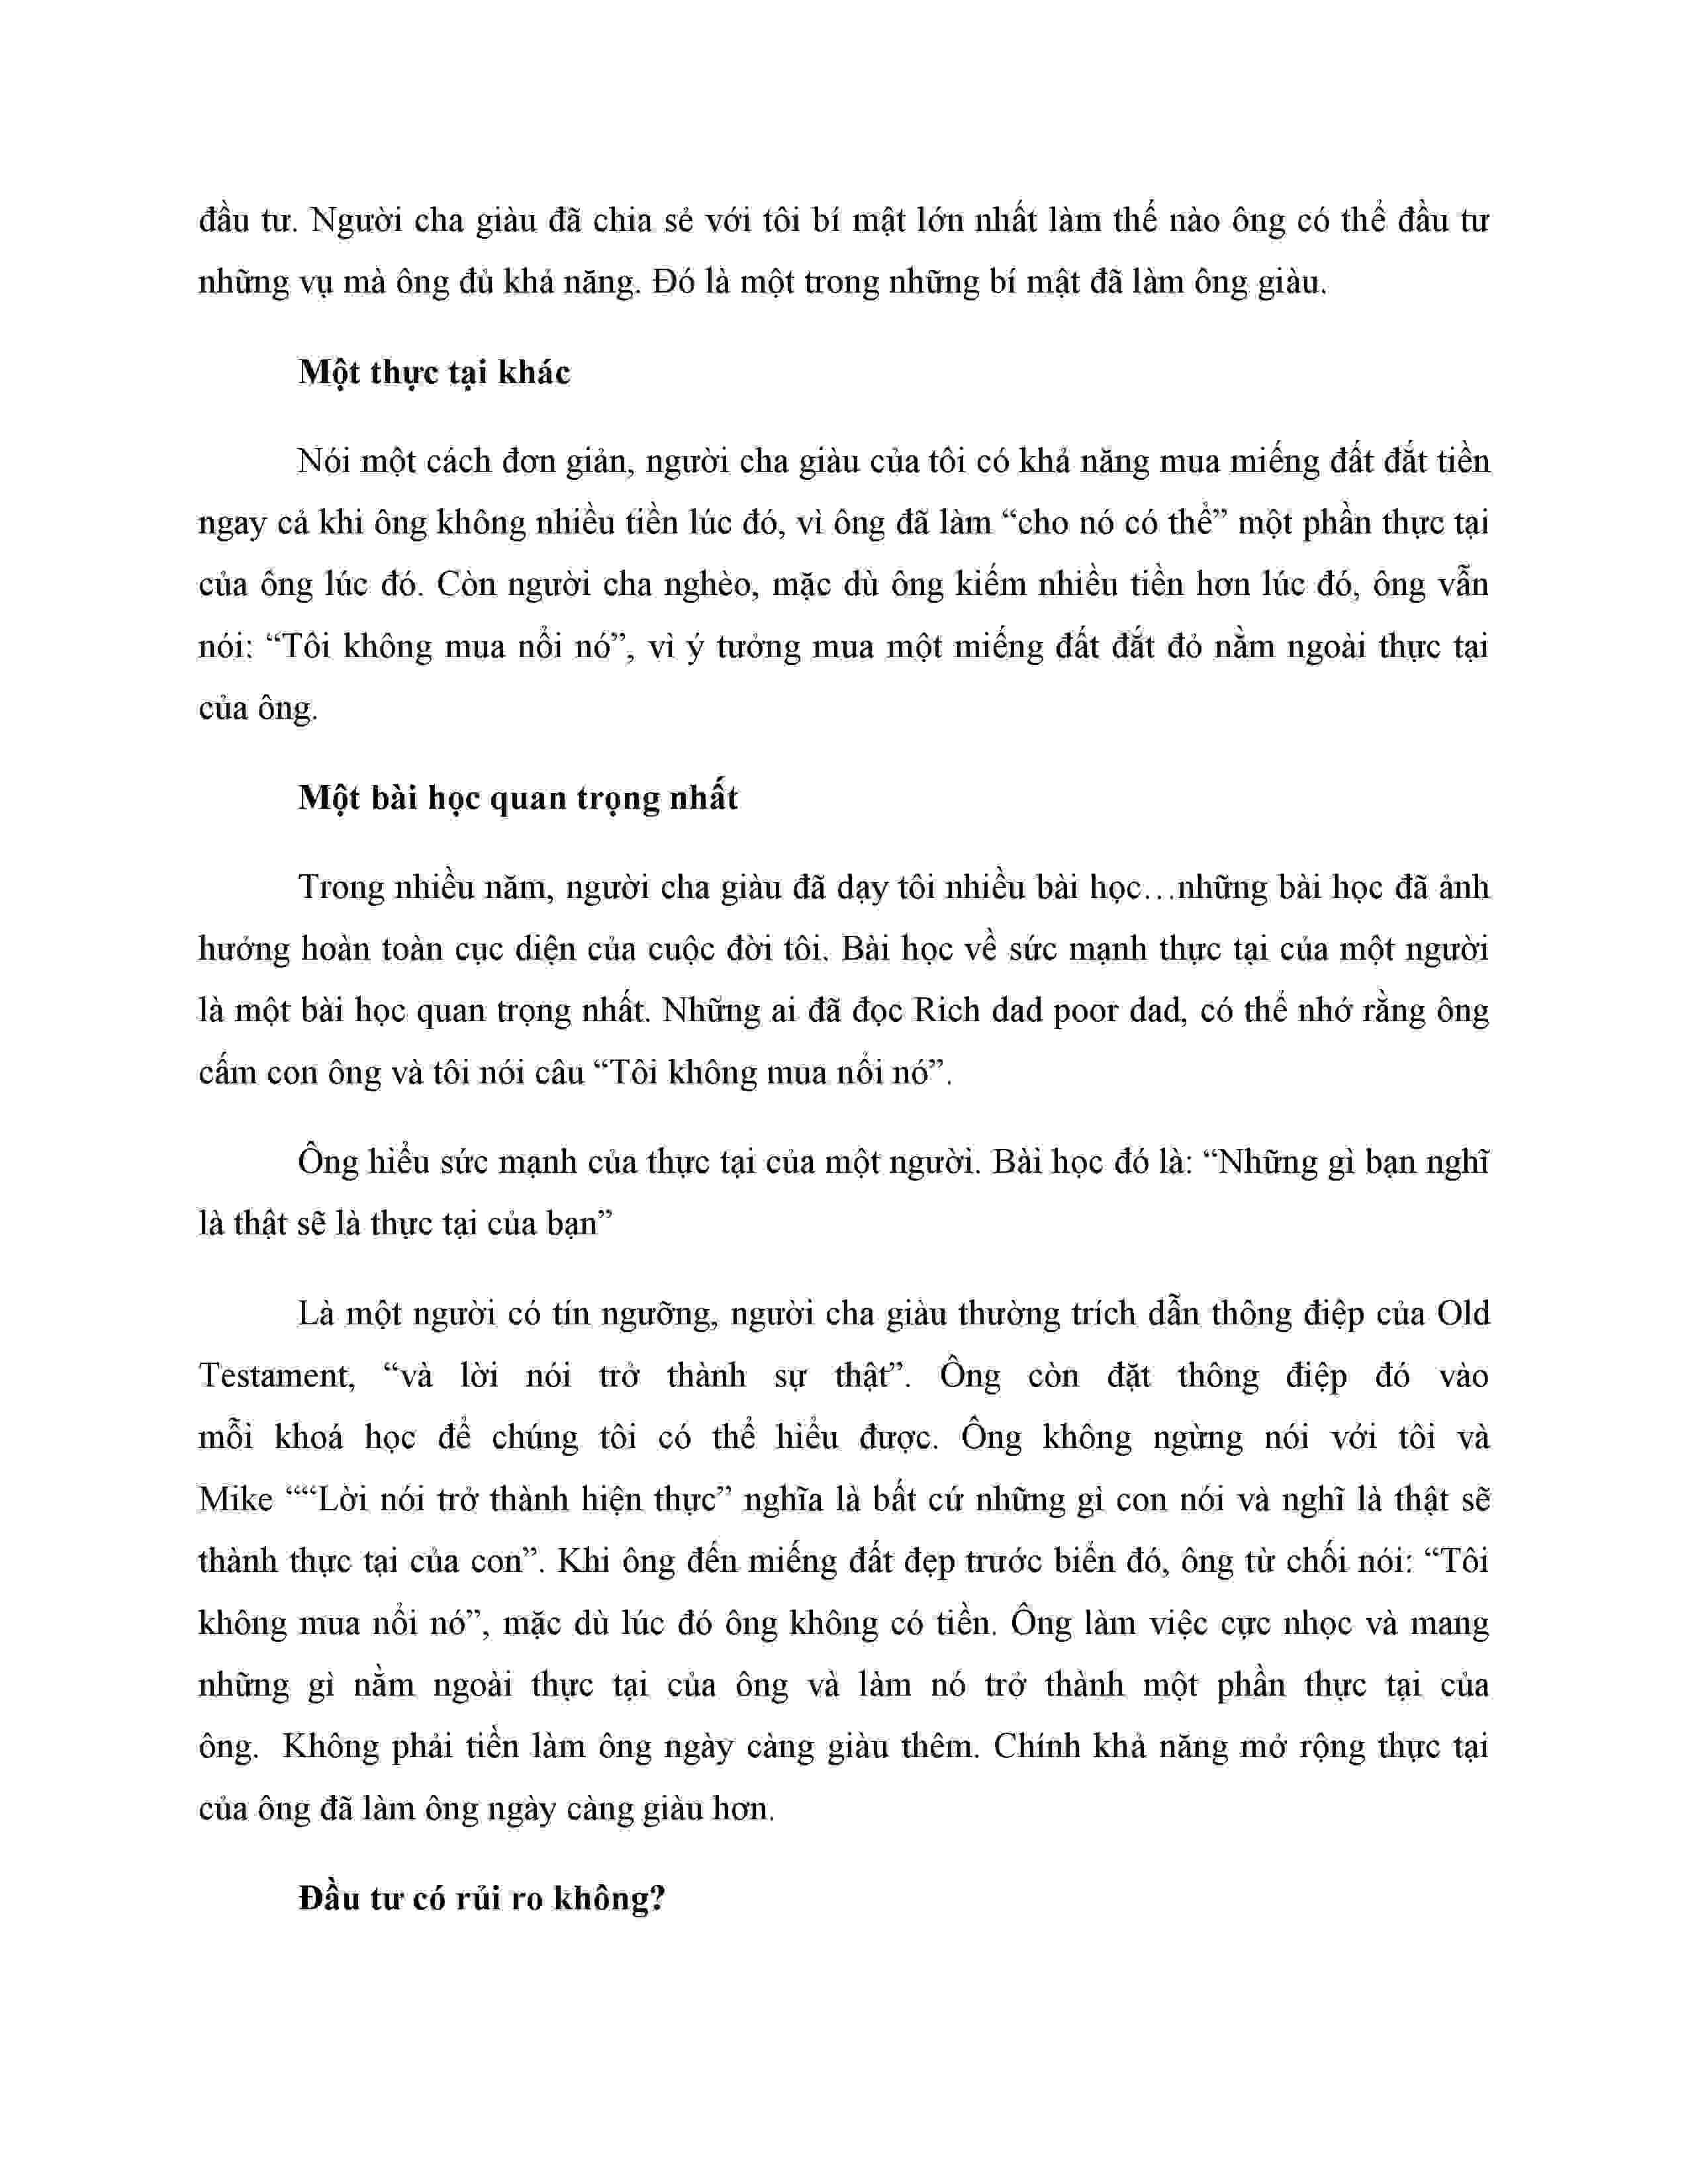 đầu tư. Người cha giàu đã chia sẻ với tôi bí mật lớn nhất làm thế nào ông có thể đầu tư
những vụ mà ông đủ khả năng. Đó là một trong những bí mật đã làm ông giàu.
Một thực tại khác
Nói một cách đơn giản, người cha giàu của tôi có khả năng mua miếng đất đắt tiền
ngay cả khi ông không nhiều tiền lúc đó, vì ông đã làm “cho nó có thể” một phần thực tại
của ông lúc đó. Còn người cha nghèo, mặc dù ông kiếm nhiều tiền hơn lúc đó, ông vẫn
nói: “Tôi không mua nổi nó”, vì ý tưởng mua một miếng đất đắt đỏ nằm ngoài thực tại
của ông.
Một bài học quan trọng nhất
Trong nhiều năm, người cha giàu đã dạy tôi nhiều bài học…những bài học đã ảnh
hưởng hoàn toàn cục diện của cuộc đời tôi. Bài học về sức mạnh thực tại của một người
là một bài học quan trọng nhất. Những ai đã đọc Rich dad poor dad, có thể nhớ rằng ông
cấm con ông và tôi nói câu “Tôi không mua nổi nó”.
Ông hiểu sức mạnh của thực tại của một người. Bài học đó là: “Những gì bạn nghĩ
là thật sẽ là thực tại của bạn”
Là một người có tín ngưỡng, người cha giàu thường trích dẫn thông điệp của Old
Testament, “và lời nói trở thành sự thật”. Ông còn đặt thông điệp đó vào
mỗi khoá học để chúng tôi có thể hiểu được. Ông không ngừng nói với tôi và
Mike ““Lời nói trở thành hiện thực” nghĩa là bất cứ những gì con nói và nghĩ là thật sẽ
thành thực tại của con”. Khi ông đến miếng đất đẹp trước biển đó, ông từ chối nói: “Tôi
không mua nổi nó”, mặc dù lúc đó ông không có tiền. Ông làm việc cực nhọc và mang
những gì nằm ngoài thực tại của ông và làm nó trở thành một phần thực tại của
ông.  Không phải tiền làm ông ngày càng giàu thêm. Chính khả năng mở rộng thực tại
của ông đã làm ông ngày càng giàu hơn.
Đầu tư có rủi ro không?